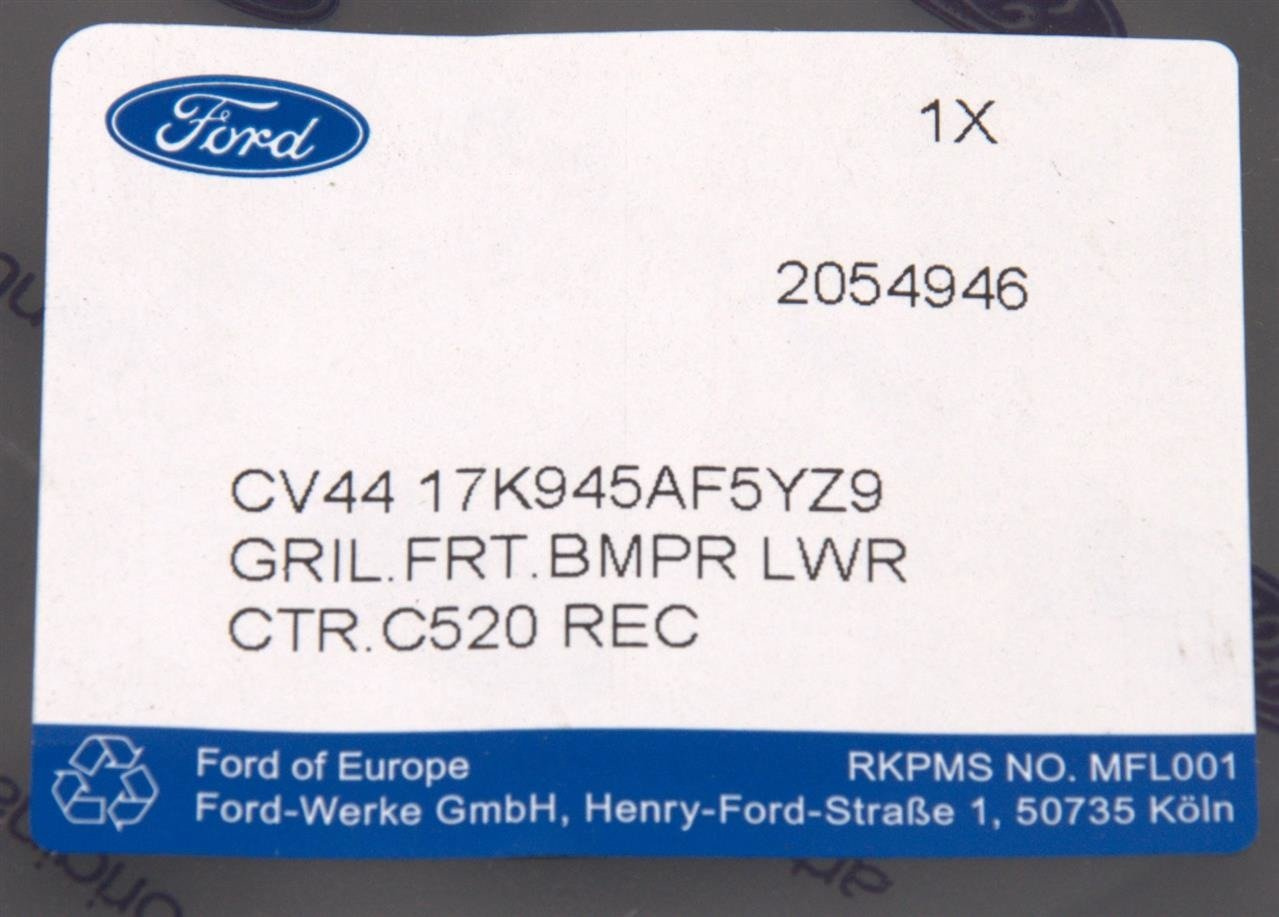 Ford
1X
2054946
CV44 17K945AF5YZ9
GRIL.FRT.BMPR LWR
CTR.C520 REC
Ford of Europe
RKPMS NO. MFL001
Ford-Werke GmbH, Henry-Ford-Straße 1, 50735 Köln